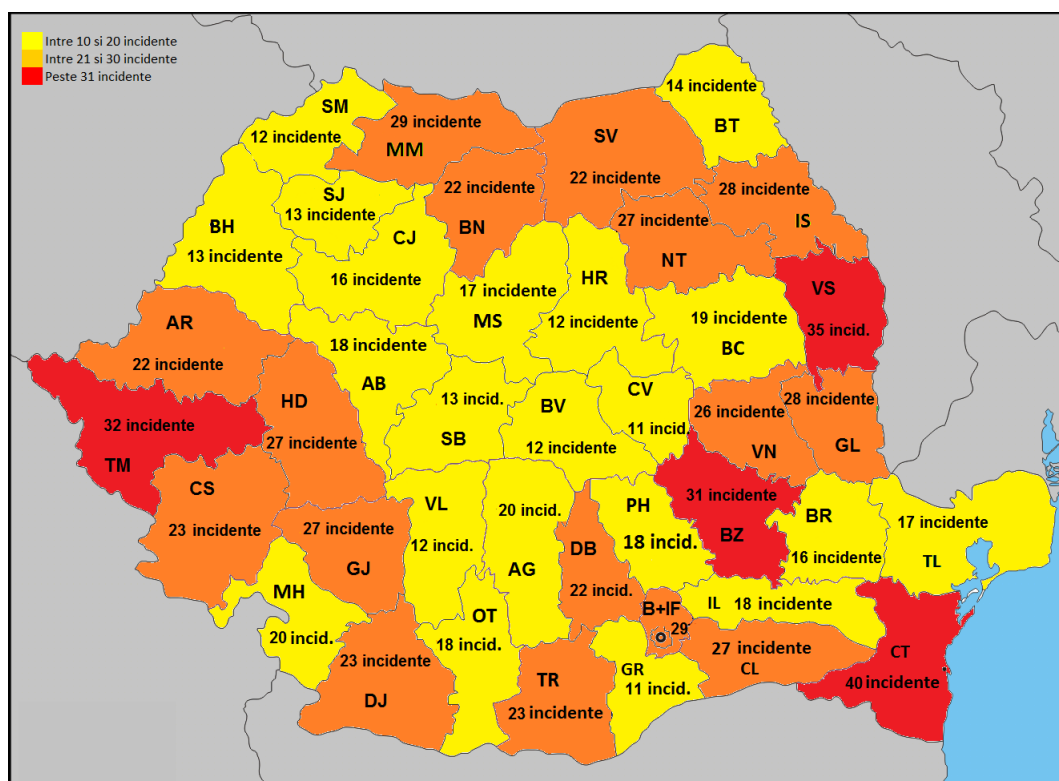 Intre 10 si 20 incidente
Intre 21 si 30 incidente
Peste 31 incidente
SM
12 incidente
29 incidente
MM
SV
22 incidente
14 incidente
BT
BH
13 incidente
SJ
13 incidente
CJ
16 incidente
22 incidente
BN
28 incidente
IS
27 incidente
NT
17 incidente
MS
HR
12 incidente
19 incidente
BC
VS
35 incid.
AR
22 incidente
18 incidente
AB
32 incidente
TM
HD
27 incidente
13 incid.
SB
BV
12 incidente
CV
11 incid.
26 incidente
VN
28 incidente
GL
CS
23 incidente
27 incidente
GJ
VL
12 incid.
20 incid.
AG
DB
22 incid.
PH
18 incid.
31 incidente
BZ
BR
16 incidente
17 incidente
TL
MH
20 incid.
23 incidente
DJ
OT
18 incid.
TR
23 incidente
B+IF
29
GR
11 incid.
IL 18 incidente
27 incidente
CL
CT
40 incidente